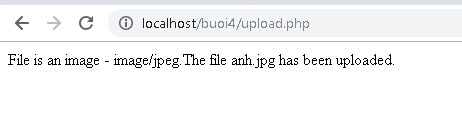 localhost/buoi4/upload.php
File is an image - image/jpeg.The file anh.jpg has been uploaded.